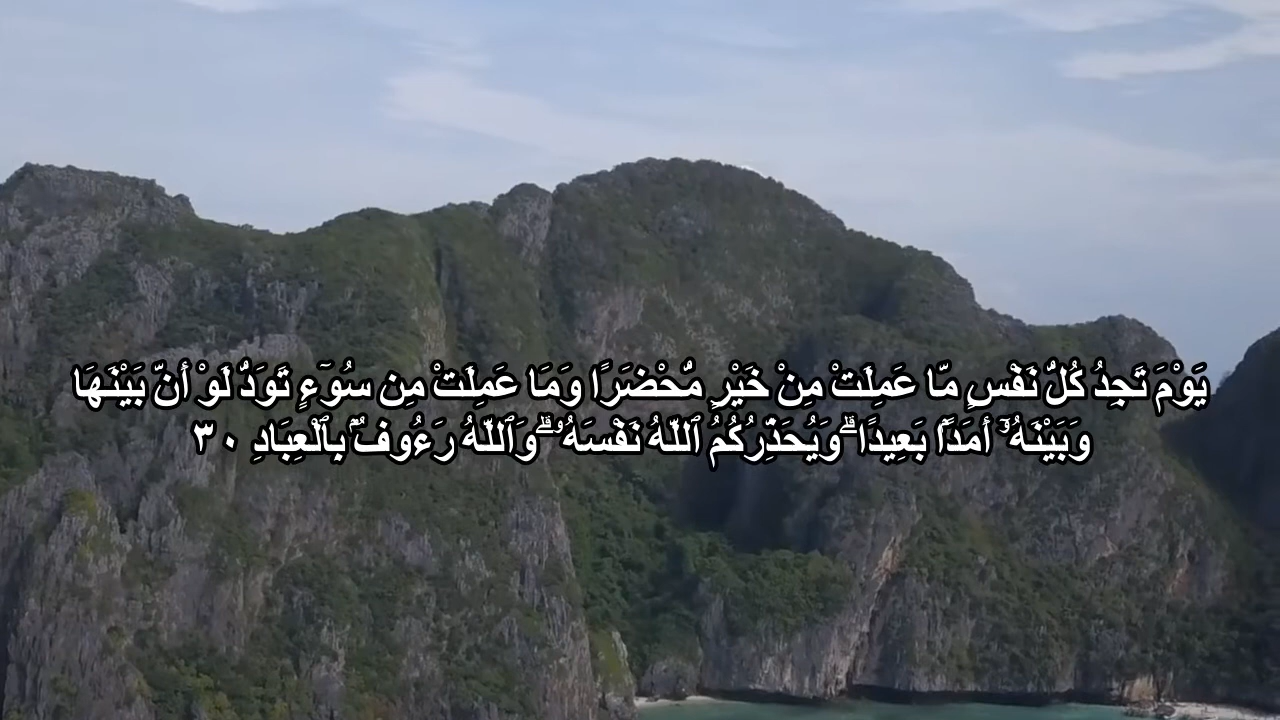 يَوْمَ تَجِدُ كُلُّ نَفْسٍ مَّا عَمِلَتْ مِنْ خَيْرٍ مُّحْضَرًا وَمَا عَمِلَتْ مِن سُوٓءٍ تَوَدُّ لَوْ أَنَّ بَيْنَهَا
وَبَيْنَهُۥٓ أَمَدًۢا بَعِيدًا ۗ وَيُحَذِّرُكُمُ ٱللَّهُ نَفْسَهُۥ ۗ وَٱللَّهُ رَءُوفٌۢ بِٱلْعِبَادِ ٣٠